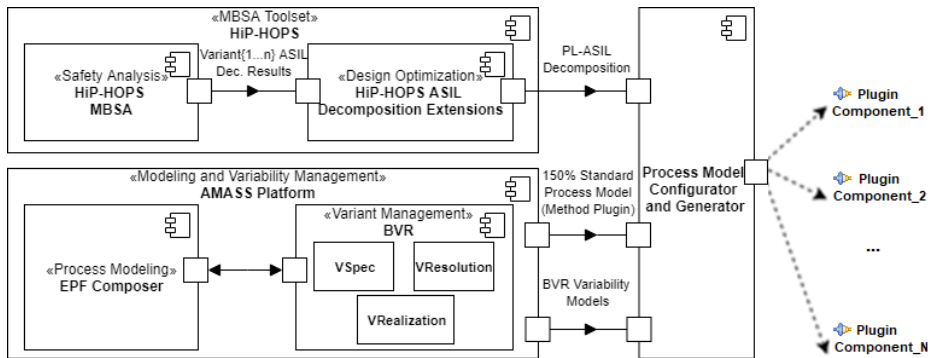 «MBSA Toolset»
HiP-HOPS
«Safety Analysis»
HiP-HOPS
MBSA
Variant{1...n} ASIL
Dec. Results
«Design Optimization»
HiP-HOPS ASIL
Decomposition Extensions
PL-ASIL
Decomposition
«Modeling and Variability Management»
AMASS Platform
«Process Modeling»
EPF Composer
«Variant Management»
BVR
VSpec
VResolution
VRealization
150% Standard
Process Model
(Method Plugin)
BVR Variability
Models
Process Model
Configurator
and Generator
Plugin
Component_1
Plugin
Component_2
...
Plugin
Component_N